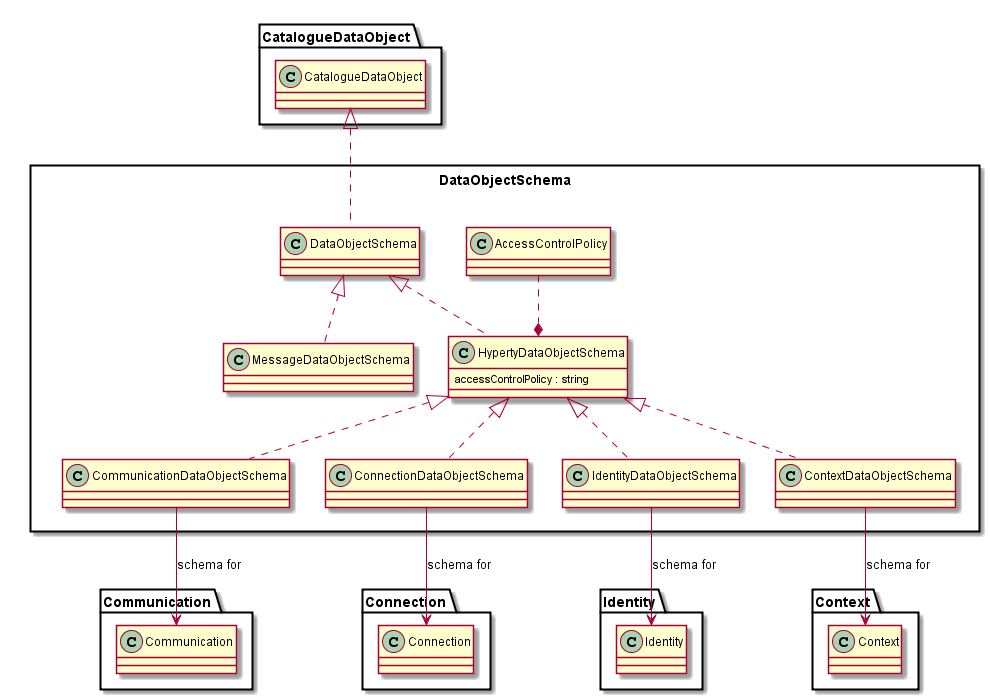 CatalogueDataObject
C CatalogueDataObject
DataObjectSchema
C DataObjectSchema
C AccessControlPolicy
C MessageDataObjectSchema
C HypertyDataObjectSchema
accessControlPolicy : string
C CommunicationDataObjectSchema
C ConnectionDataObjectSchema
C IdentityDataObjectSchema
C ContextDataObjectSchema
schema for
schema for
schema for
schema for
Communication
Connection
Identity
Context
C Communication
C Connection
C Identity
C Context